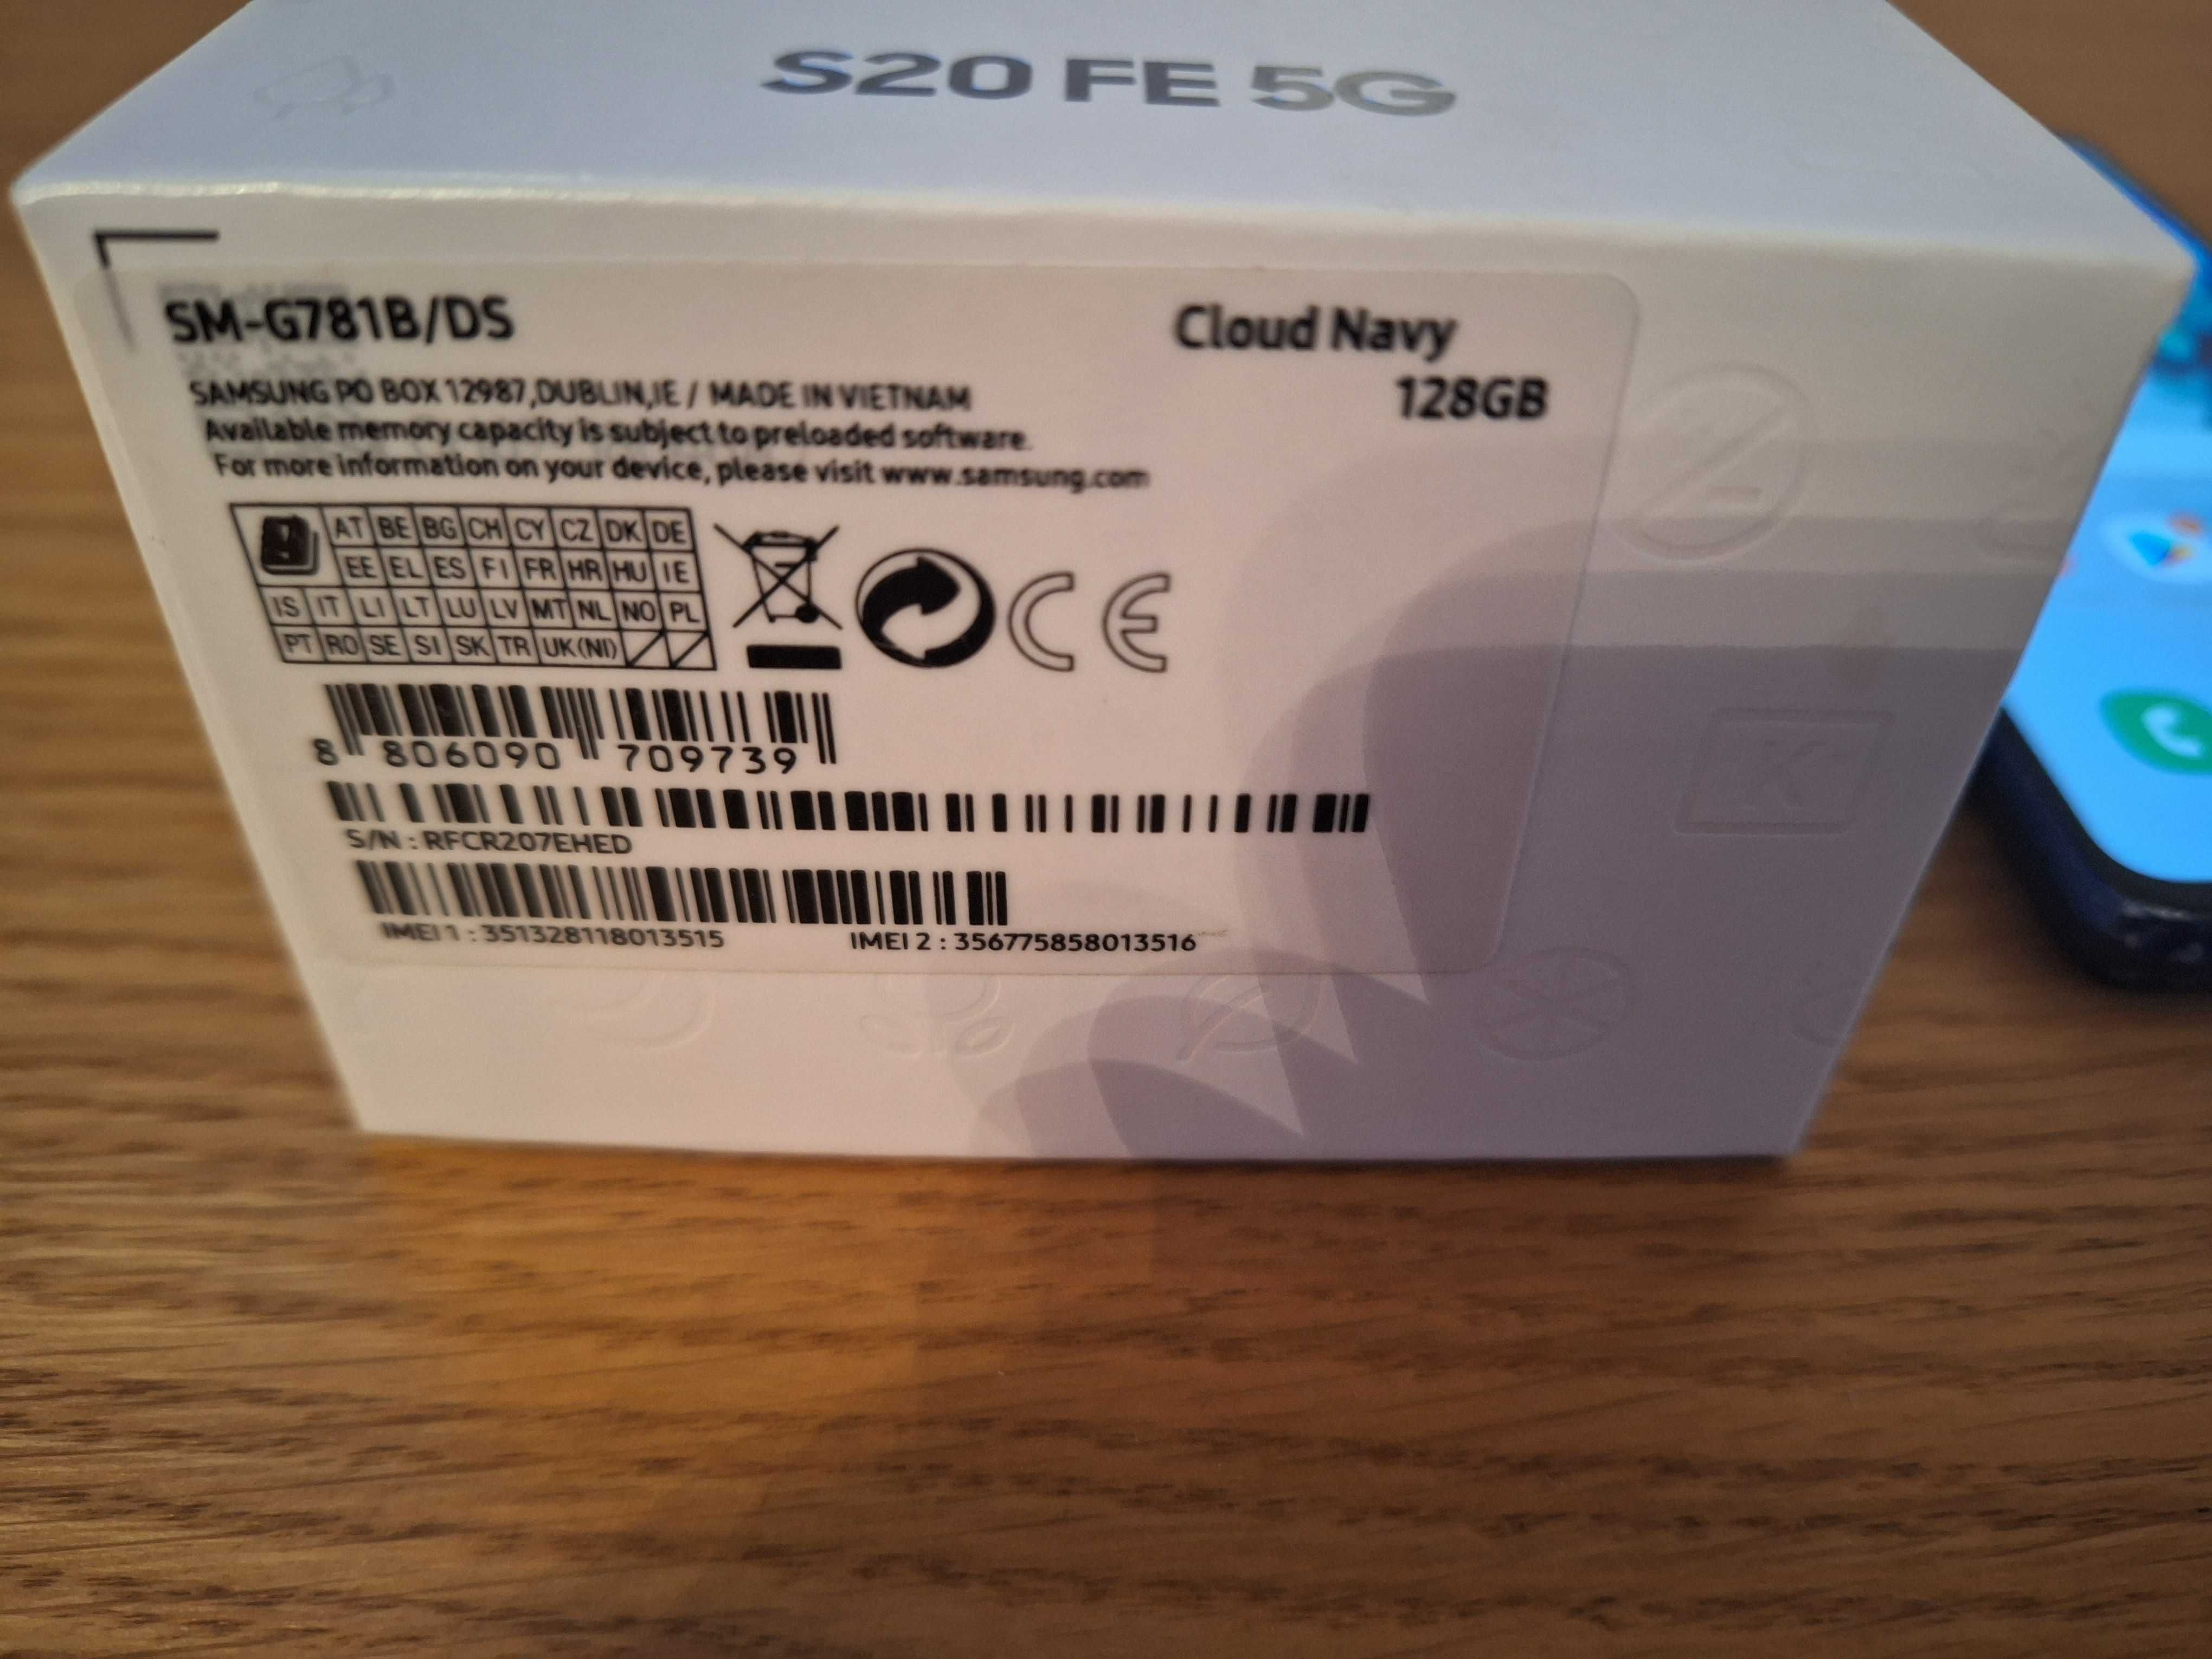 S20 FE 5G
SM-G781B/DS
Cloud Navy
128GB
SAMSUNG PO BOX 12987,DUBLIN,IE / MADE IN VIETNAM
Available memory capacity is subject to preloaded software.
For more information on your device, please visit www.samsung.com
AT BE BG CH CY CZ DK DE
EE EL ES FI FR HR HU IE
IS IT LI LT LU LV MT NL NO PL
PT RO SE SI SK TR UK(NI)
CE
8 806090 709739
S/N : RFCR207EHED
IMEI 1 : 351328118013515
IMEI 2 : 356775858013516